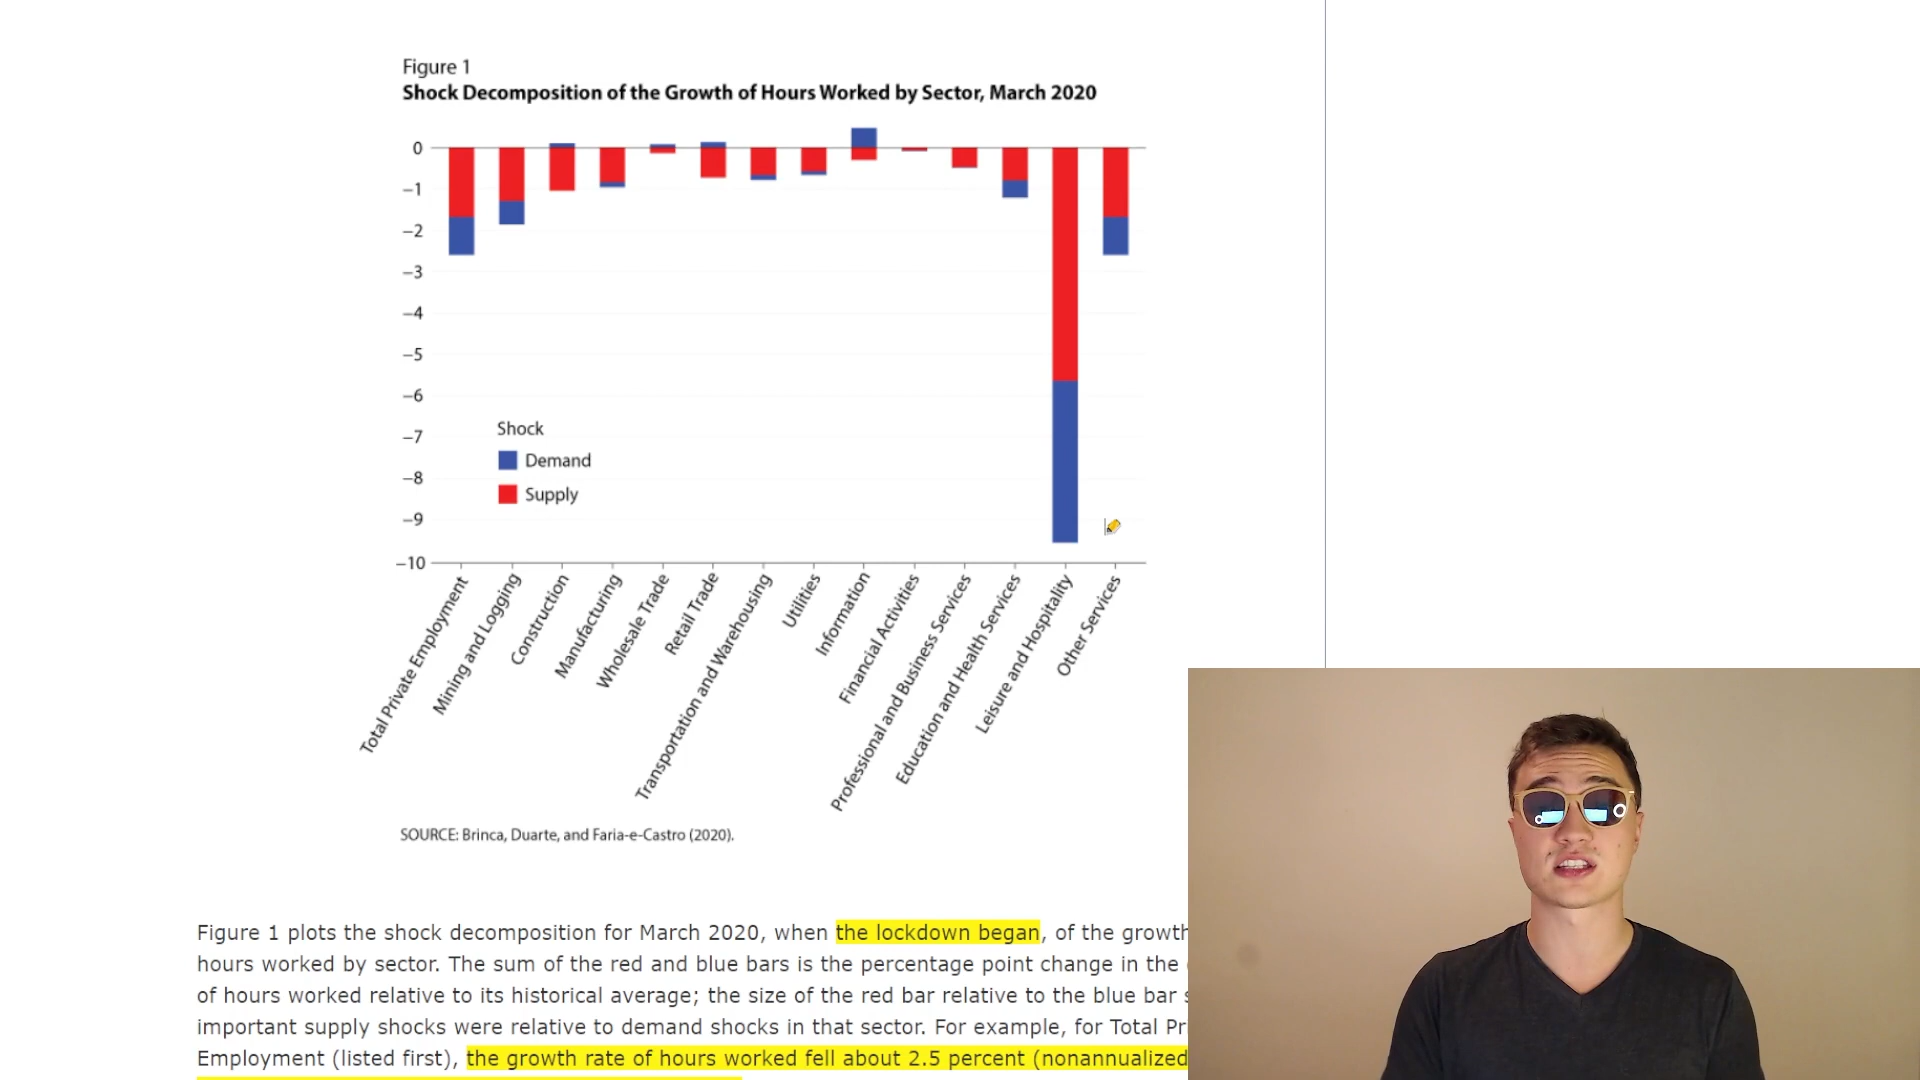 Figure 1
Shock Decomposition of the Growth of Hours Worked by Sector, March 2020
0
−1
−2
−3
−4
−5
−6
−7
−8
−9
−10
Shock
Demand
Supply
Total Private Employment
Mining and Logging
Construction
Manufacturing
Wholesale Trade
Retail Trade
Transportation and Warehousing
Utilities
Information
Financial Activities
Professional and Business Services
Education and Health Services
Leisure and Hospitality
Other Services
SOURCE: Brinca, Duarte, and Faria-e-Castro (2020).
Figure 1 plots the shock decomposition for March 2020, when the lockdown began, of the growth
hours worked by sector. The sum of the red and blue bars is the percentage point change in the
of hours worked relative to its historical average; the size of the red bar relative to the blue bar
important supply shocks were relative to demand shocks in that sector. For example, for Total
Employment (listed first), the growth rate of hours worked fell about 2.5 percent (nonannualized